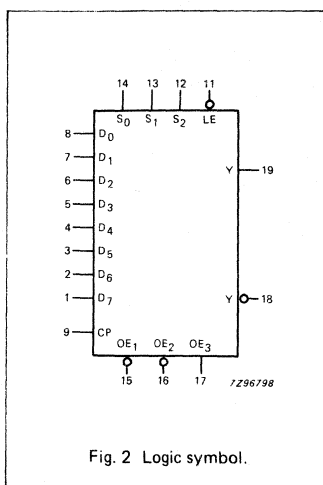 14 13 12 11
S0 S1 S2 LE
8 D0
7 D1
Y 19
6 D2
5 D3
4 D4
3 D5
2 D6
1 D7
Y 18
9 CP
OE1 OE2 OE3
15 16 17
7Z96798
Fig. 2 Logic symbol.